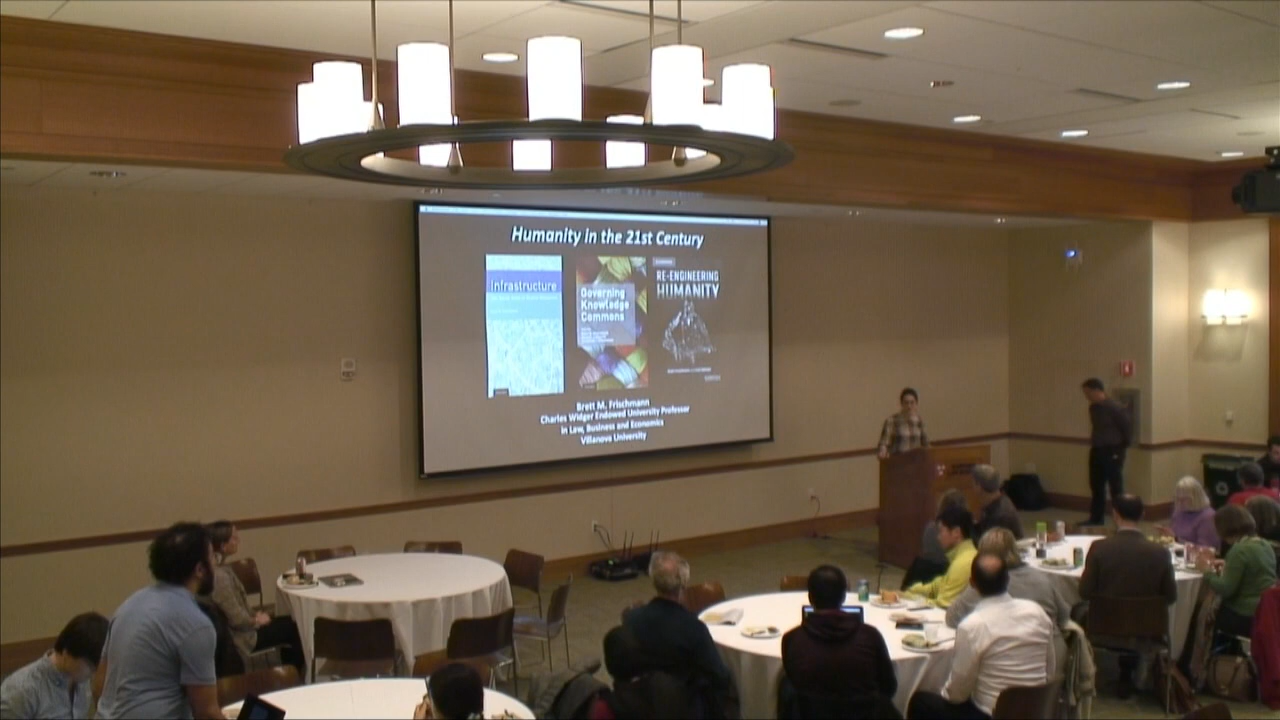 Humanity in the 21st Century
Infrastructure
Governing
Knowledge
Commons
RE-ENGINEERING
HUMANITY
Brett M. Frischmann
Charles Widger Endowed University Professor
in Law, Business and Economics
Villanova University